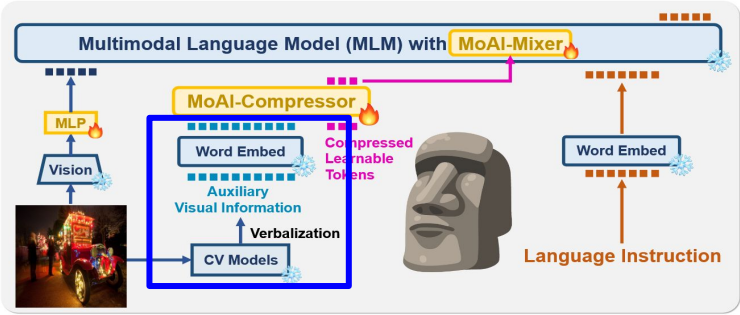 Multimodal Language Model (MLM) with MoAI-Mixer
MoAI-Compressor
MLP
Word Embed
Compressed
Learnable
Tokens
Word Embed
Vision
Auxiliary
Visual Information
Verbalization
CV Models
Language Instruction